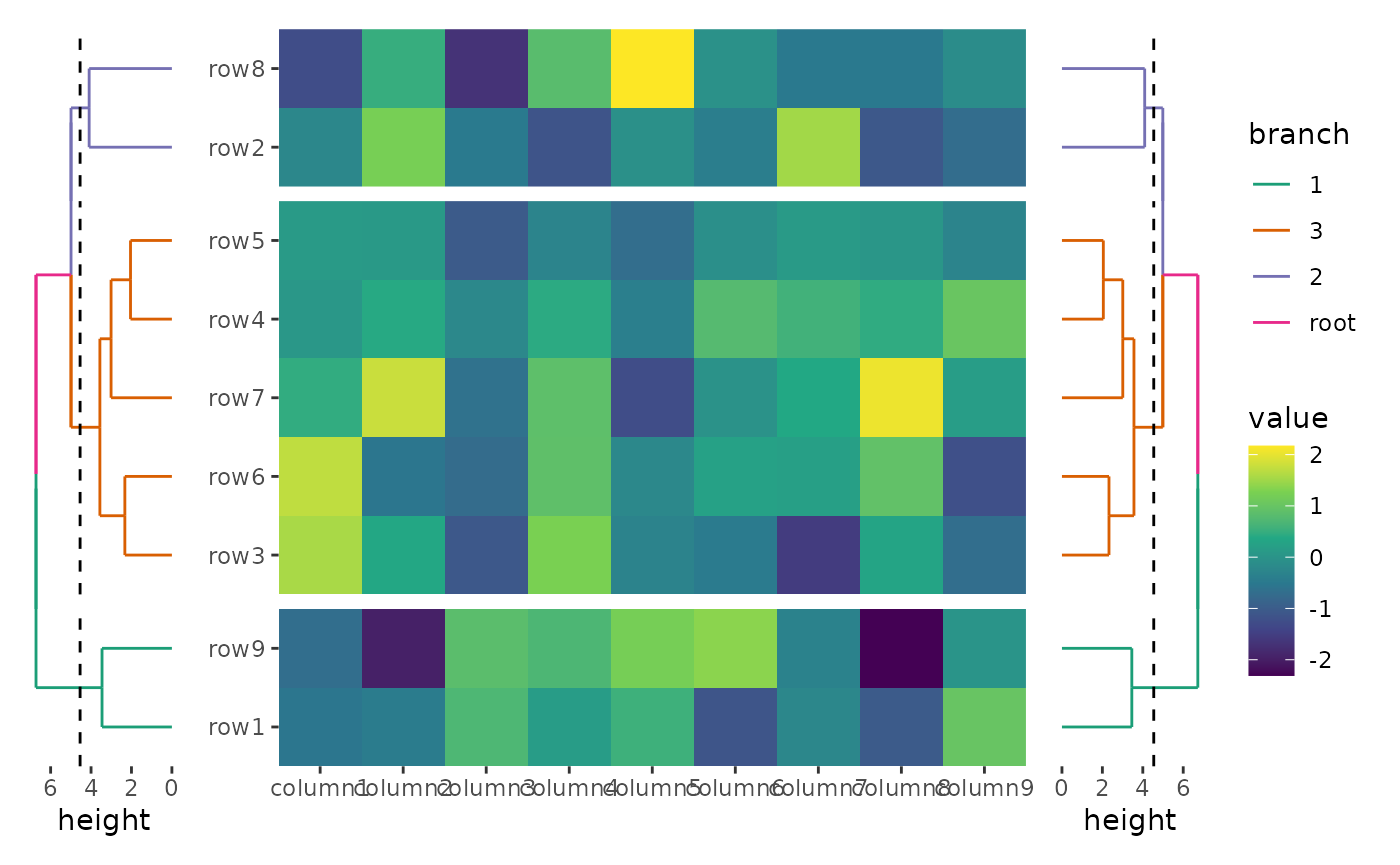 row8
row2
row5
row4
row7
row6
row3
row9
row1
column1 column2 column3 column4 column5 column6 column7 column8 column9
6 4 2 0
height
0 2 4 6
height
branch
1
3
2
root
value
2
1
0
-1
-2